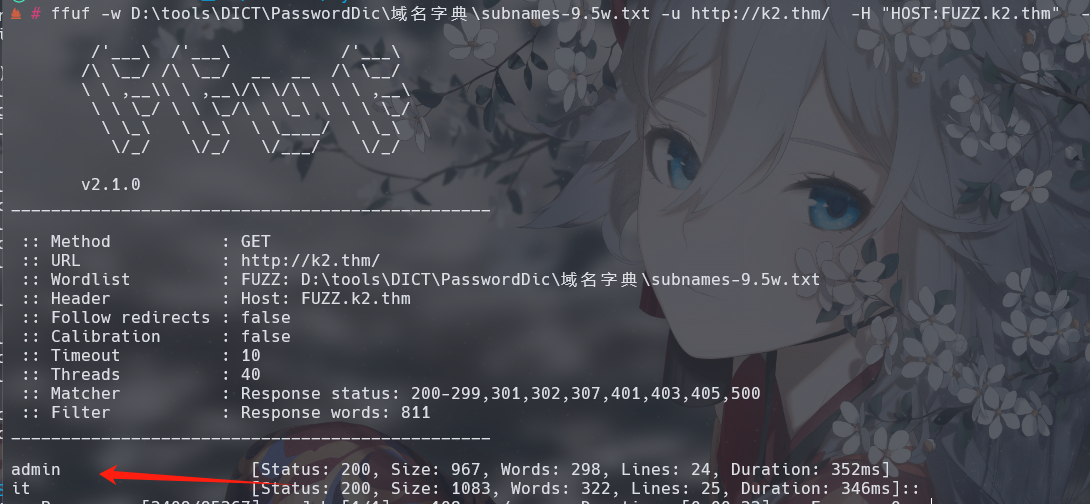 # ffuf -w D:\tools\DICT\PasswordDic\域名字典\subnames-9.5w.txt -u http://k2.thm/ -H "HOST:FUZZ.k2.thm"
/'___\ /'___\ /'___\
/\ \__/ /\ \__/ __ __ /\ \__/
\ \ ,__\\ \ ,__\/\ \/\ \ \ \ ,__\
\ \ \_/ \ \ \_/\ \ \_\ \ \ \ \_/
\ \_\ \ \_\ \ \____/ \ \_\
\/_/ \/_/ \/___/ \/_/
v2.1.0
________________________________________________
:: Method : GET
:: URL : http://k2.thm/
:: Wordlist : FUZZ: D:\tools\DICT\PasswordDic\域名字典\subnames-9.5w.txt
:: Header : Host: FUZZ.k2.thm
:: Follow redirects : false
:: Calibration : false
:: Timeout : 10
:: Threads : 40
:: Matcher : Response status: 200-299,301,302,307,401,403,405,500
:: Filter : Response words: 811
________________________________________________
admin [Status: 200, Size: 967, Words: 298, Lines: 24, Duration: 352ms]
it [Status: 200, Size: 1083, Words: 322, Lines: 25, Duration: 346ms]::